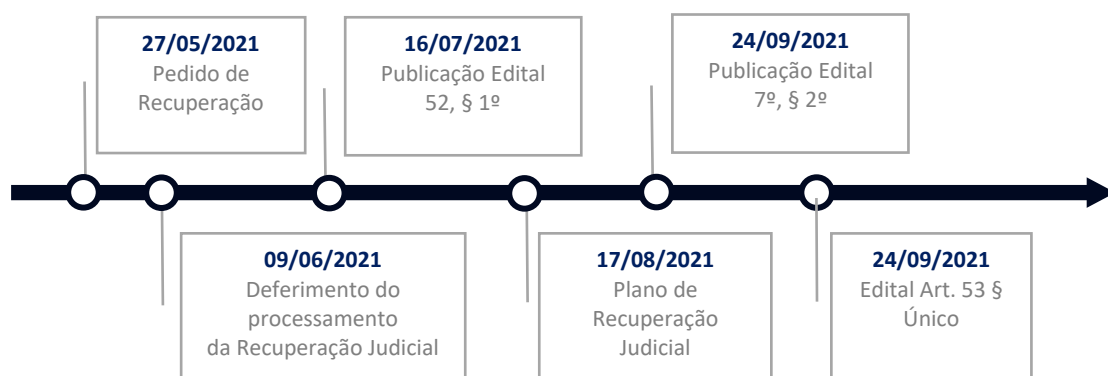 27/05/2021
Pedido de
Recuperação
16/07/2021
Publicação Edital
52, § 1º
24/09/2021
Publicação Edital
7º, § 2º
09/06/2021
Deferimento do
processamento
da Recuperação Judicial
17/08/2021
Plano de
Recuperação
Judicial
24/09/2021
Edital Art. 53 §
Único